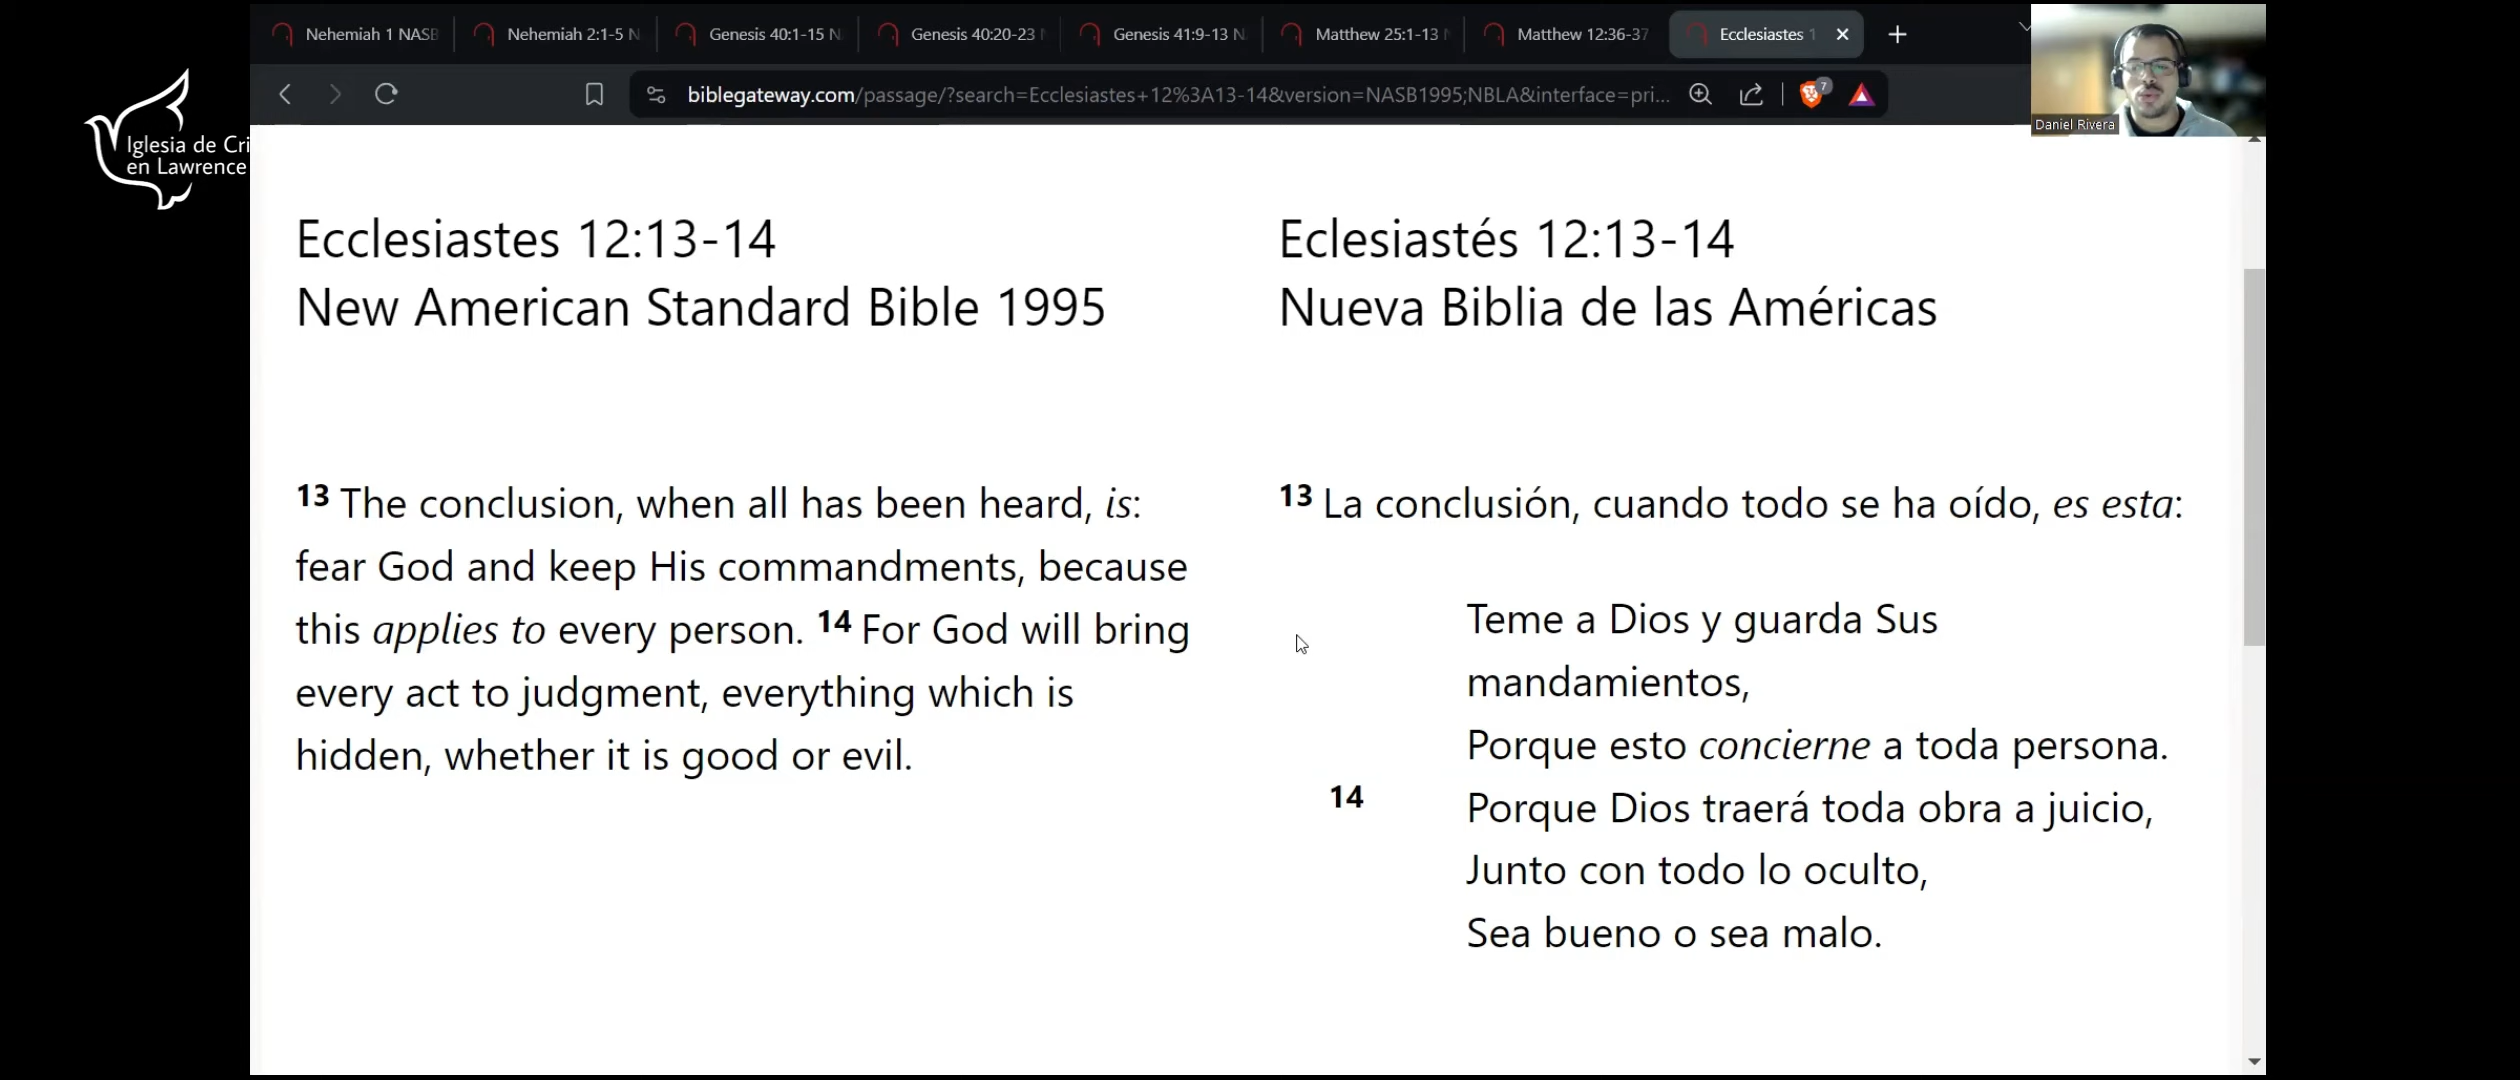 Nehemiah 1 NASB
Nehemiah 2:1-5 N
Genesis 40:1-15 N
Genesis 40:20-23
Genesis 41:9-13 N
Matthew 25:1-13
Matthew 12:36-37
Ecclesiastes 1
biblegateway.com/passage/?search=Ecclesiastes+12%3A13-14&version=NASB1995;NBLA&interface=pri...
7
Daniel Rivera
Iglesia de Cri
en Lawrence
Ecclesiastes 12:13-14
New American Standard Bible 1995
13 The conclusion, when all has been heard, is:
fear God and keep His commandments, because
this applies to every person. 14 For God will bring
every act to judgment, everything which is
hidden, whether it is good or evil.
Eclesiastés 12:13-14
Nueva Biblia de las Américas
13 La conclusión, cuando todo se ha oído, es esta:
Teme a Dios y guarda Sus
mandamientos,
Porque esto concierne a toda persona.
14 Porque Dios traerá toda obra a juicio,
Junto con todo lo oculto,
Sea bueno o sea malo.